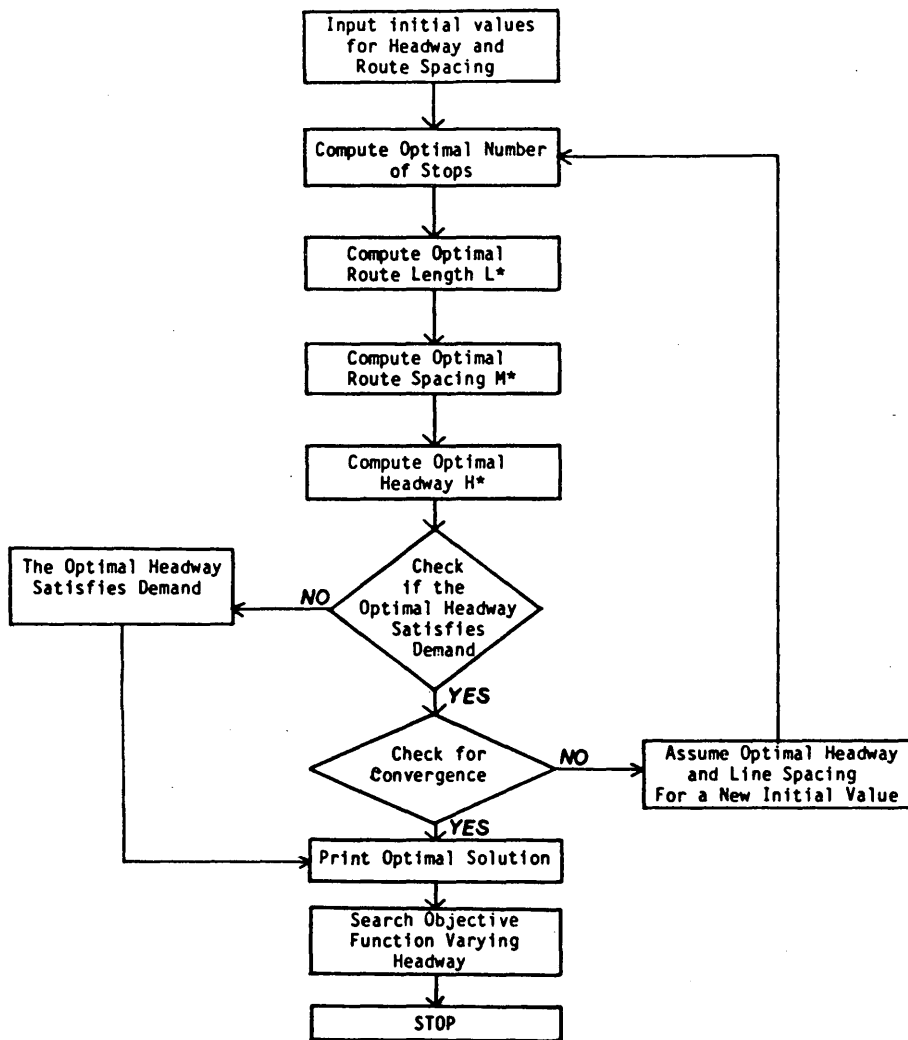 Input initial values
for Headway and
Route Spacing
Compute Optimal Number
of Stops
Compute Optimal
Route Length L*
Compute Optimal
Route Spacing M*
Compute Optimal
Headway H*
The Optimal Headway
Satisfies Demand
NO
Check
if the
Optimal Headway
Satisfies
Demand
YES
Check for
Convergence
NO
Assume Optimal Headway
and Line Spacing
For a New Initial Value
YES
Print Optimal Solution
Search Objective
Function Varying
Headway
STOP